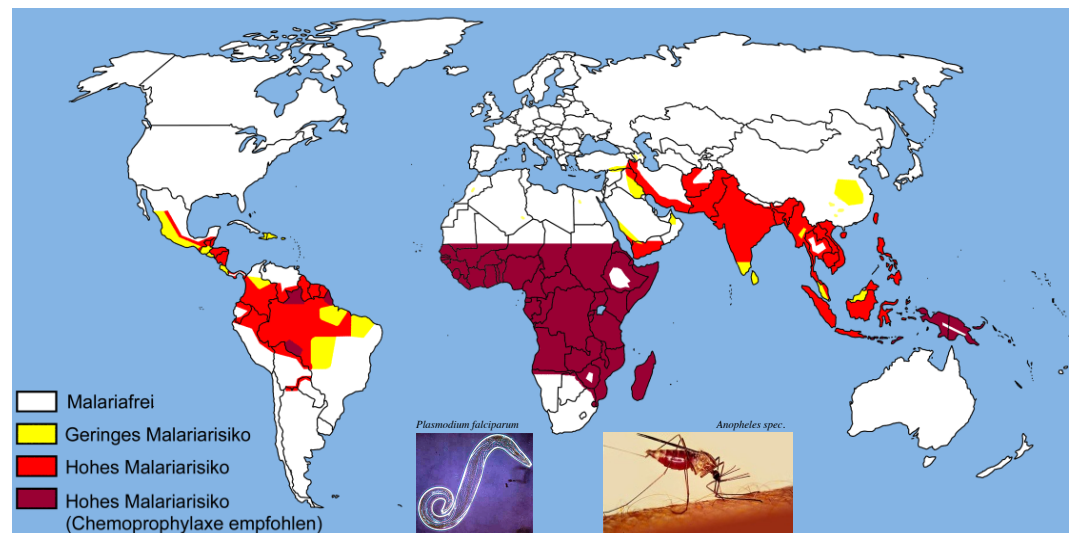 Malariafrei
Geringes Malariarisiko
Hohes Malariarisiko
Hohes Malariarisiko
(Chemoprophylaxe empfohlen)
Plasmodium falciparum
Anopheles spec.